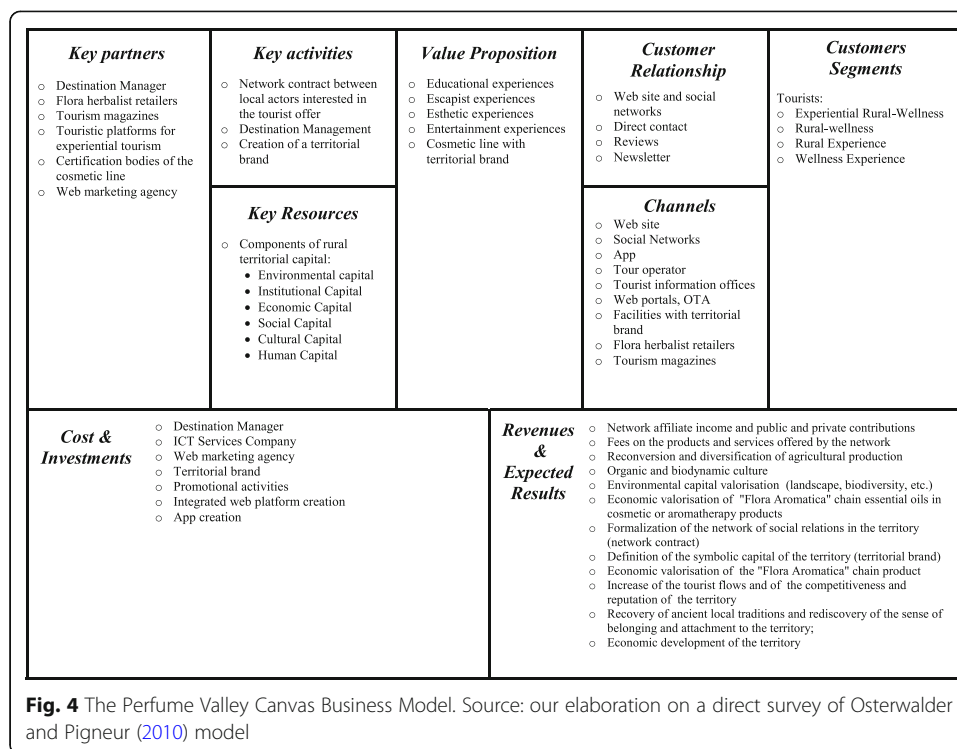 Key partners
○ Destination Manager
○ Flora herbalist retailers
○ Tourism magazines
○ Touristic platforms for
experiential tourism
○ Certification bodies of the
cosmetic line
○ Web marketing agency
Key activities
○ Network contract between
local actors interested in
the tourist offer
○ Destination Management
○ Creation of a territorial
brand
Key Resources
○ Components of rural
territorial capital:
• Environmental capital
• Institutional Capital
• Economic Capital
• Social Capital
• Cultural Capital
• Human Capital
Value Proposition
○ Educational experiences
○ Escapist experiences
○ Esthetic experiences
○ Entertainment experiences
○ Cosmetic line with
territorial brand
Customer
Relationship
○ Web site and social
networks
○ Direct contact
○ Reviews
○ Newsletter
Channels
○ Web site
○ Social Networks
○ App
○ Tour operator
○ Tourist information offices
○ Web portals, OTA
○ Facilities with territorial
brand
○ Flora herbalist retailers
○ Tourism magazines
Customers
Segments
Tourists:
○ Experiential Rural-Wellness
○ Rural-wellness
○ Rural Experience
○ Wellness Experience
Cost &
Investments
○ Destination Manager
○ ICT Services Company
○ Web marketing agency
○ Territorial brand
○ Promotional activities
○ Integrated web platform creation
○ App creation
Revenues
&
Expected
Results
○ Network affiliate income and public and private contributions
○ Fees on the products and services offered by the network
○ Reconversion and diversification of agricultural production
○ Organic and biodynamic culture
○ Environmental capital valorisation (landscape, biodiversity, etc.)
○ Economic valorisation of "Flora Aromatica" chain essential oils in
cosmetic or aromatherapy products
○ Formalization of the network of social relations in the territory
(network contract)
○ Definition of the symbolic capital of the territory (territorial brand)
○ Economic valorisation of the "Flora Aromatica" chain product
○ Increase of the tourist flows and of the competitiveness and
reputation of the territory
○ Recovery of ancient local traditions and rediscovery of the sense of
belonging and attachment to the territory;
○ Economic development of the territory
Fig. 4 The Perfume Valley Canvas Business Model. Source: our elaboration on a direct survey of Osterwalder
and Pigneur (2010) model